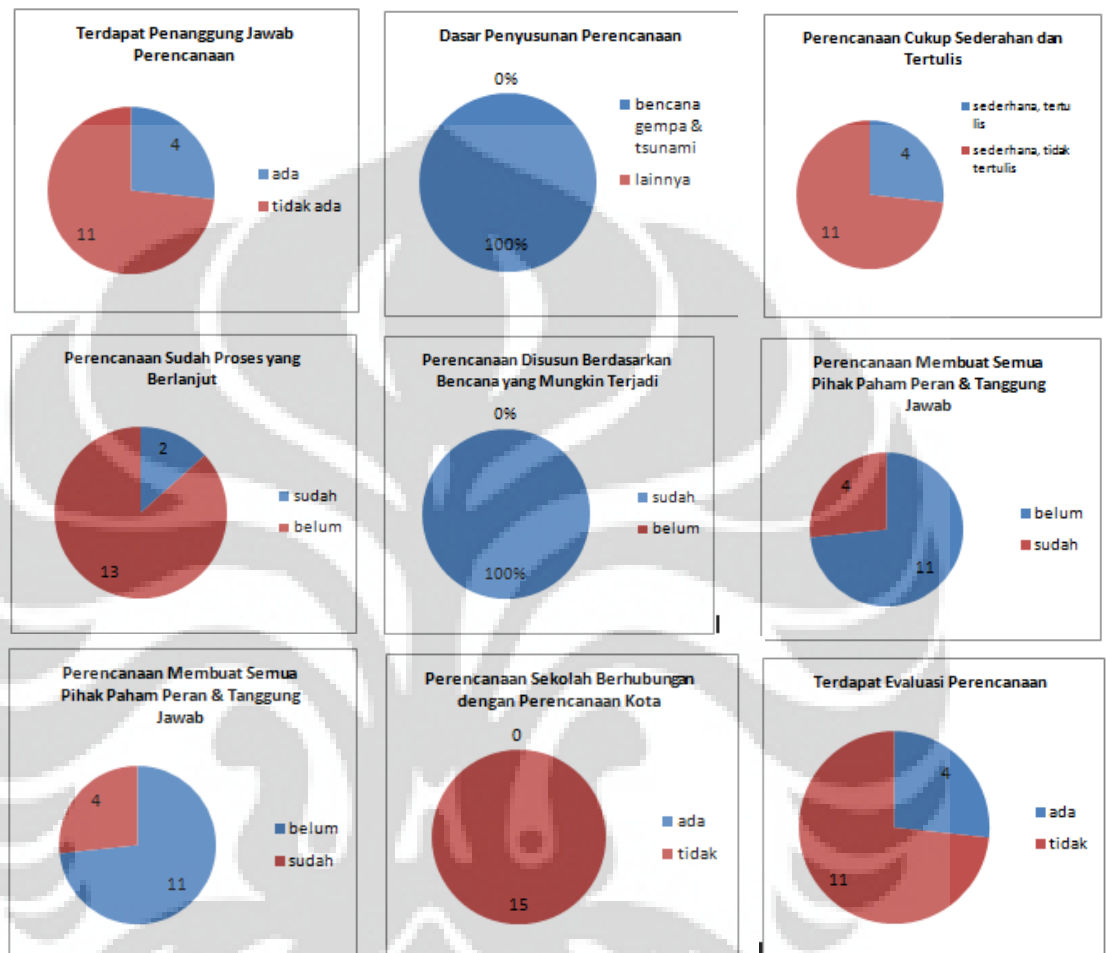 Terdapat Penanggung Jawab
Perencanaan
4
11
ada
tidak ada
Dasar Penyusunan Perencanaan
0%
100%
bencana
gempa &
tsunami
lainnya
Perencanaan Cukup Sederahan dan
Tertulis
4
11
sederhana, tertu
lis
sederhana, tidak
tertulis
Perencanaan Sudah Proses yang
Berlanjut
2
13
sudah
belum
Perencanaan Disusun Berdasarkan
Bencana yang Mungkin Terjadi
0%
100%
sudah
belum
Perencanaan Membuat Semua
Pihak Paham Peran & Tanggung
Jawab
4
11
belum
sudah
Perencanaan Membuat Semua
Pihak Paham Peran & Tanggung
Jawab
4
11
belum
sudah
Perencanaan Sekolah Berhubungan
dengan Perencanaan Kota
0
15
ada
tidak
Terdapat Evaluasi Perencanaan
4
11
ada
tidak